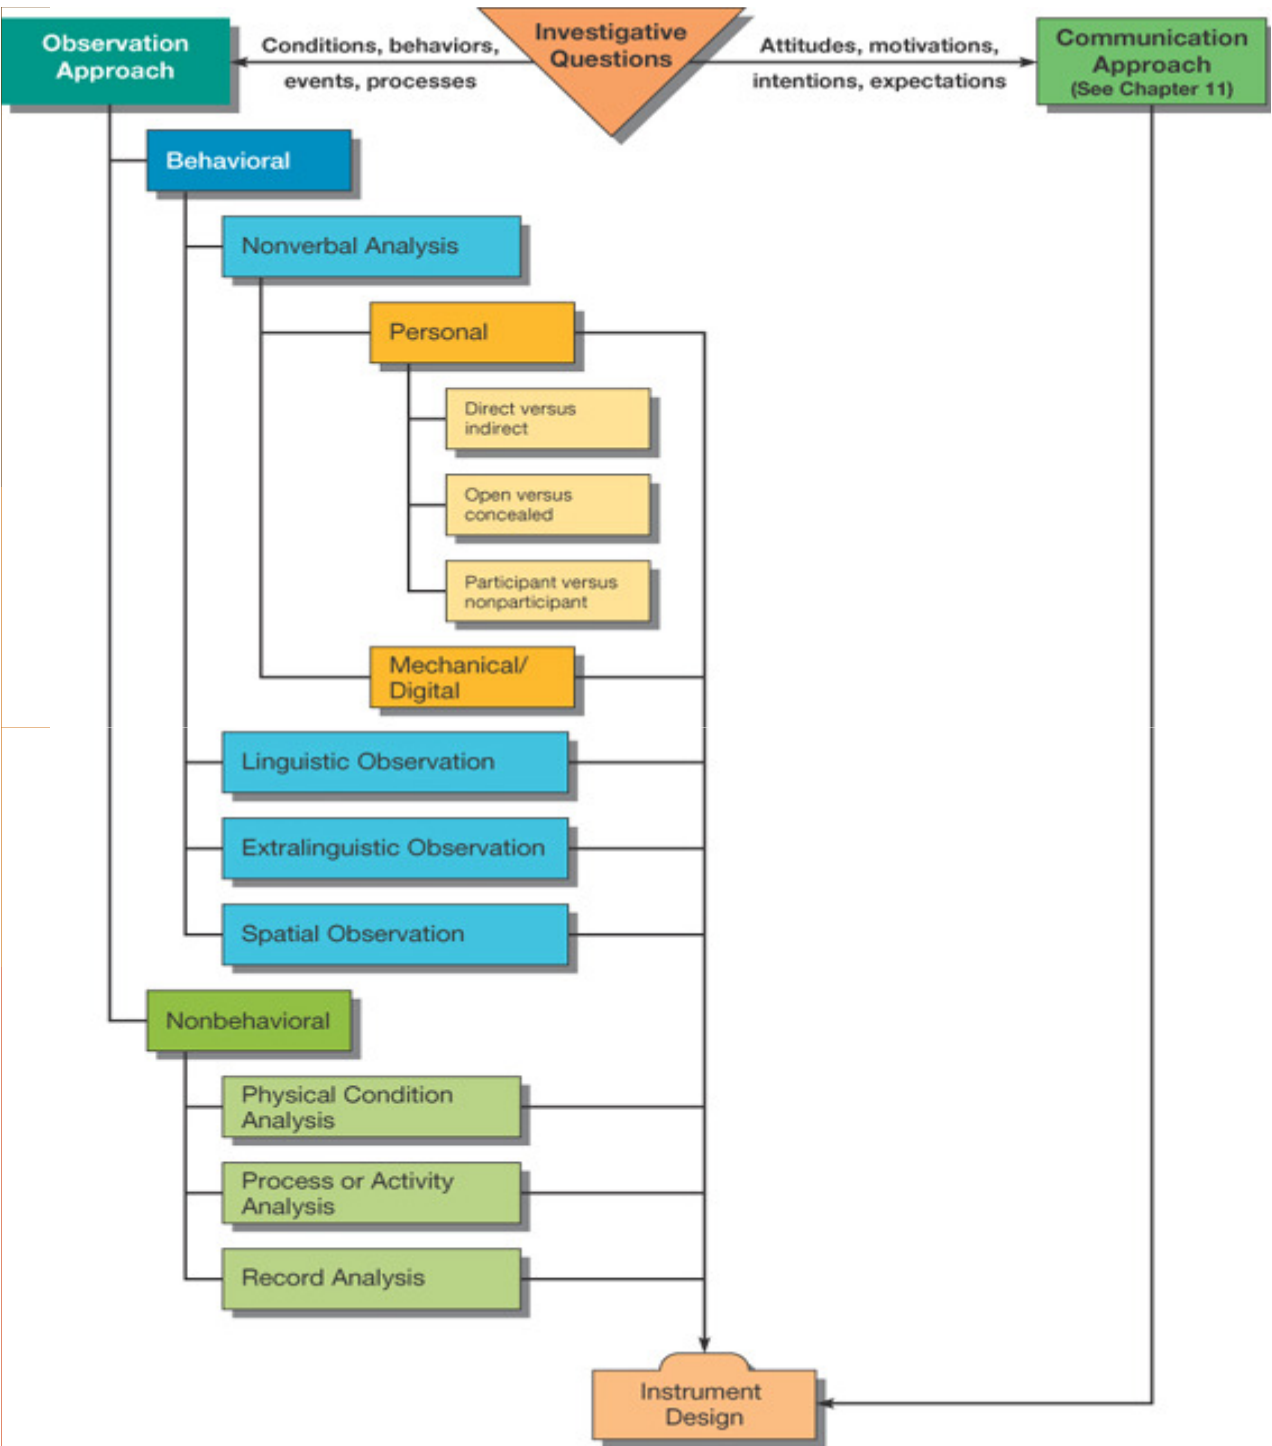 Observation
Approach
Conditions, behaviors,
events, processes
Investigative
Questions
Attitudes, motivations,
intentions, expectations
Communication
Approach
(See Chapter 11)
Behavioral
Nonverbal Analysis
Personal
Direct versus
indirect
Open versus
concealed
Participant versus
nonparticipant
Mechanical/
Digital
Linguistic Observation
Extralinguistic Observation
Spatial Observation
Nonbehavioral
Physical Condition
Analysis
Process or Activity
Analysis
Record Analysis
Instrument
Design